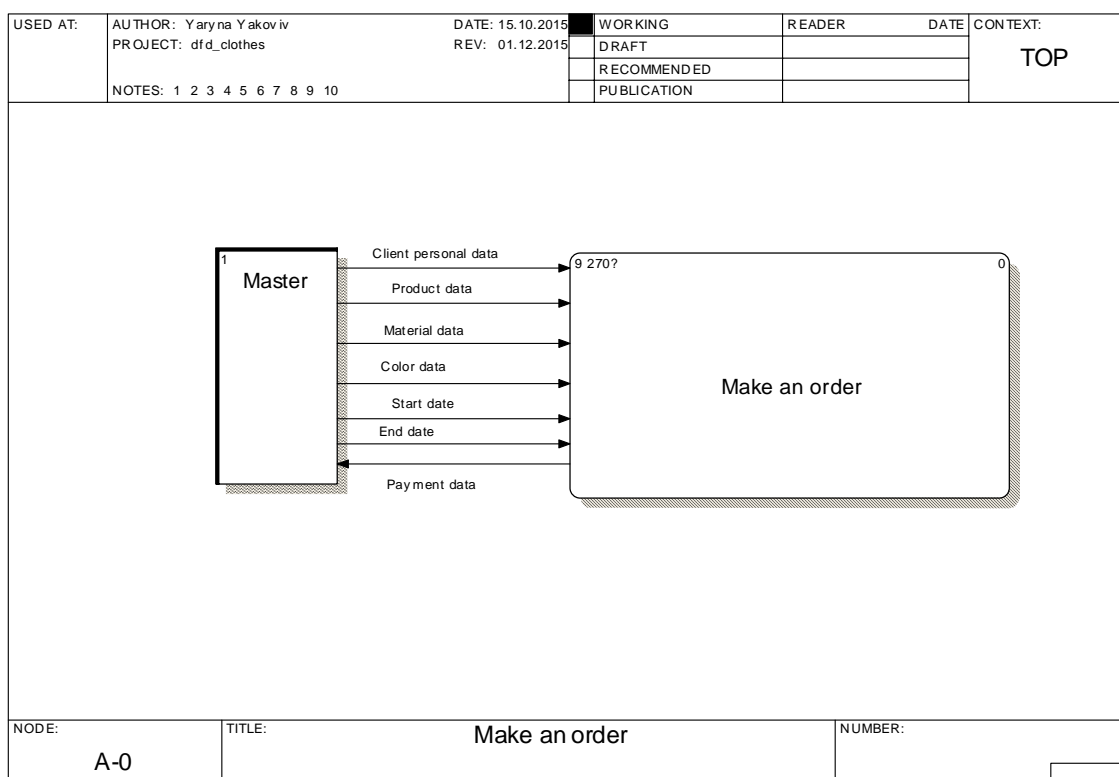 USED AT:
AUTHOR: Yaryna Yakoviv
DATE: 15.10.2015
PROJECT: dfd_clothes
REV: 01.12.2015
NOTES: 1 2 3 4 5 6 7 8 9 10
WORKING
DRAFT
RECOMMENDED
PUBLICATION
READER
DATE
CONTEXT:
TOP
1
Master
Client personal data
Product data
Material data
Color data
Start date
End date
Payment data
9 270?
0
Make an order
NODE:
A-0
TITLE:
Make an order
NUMBER: